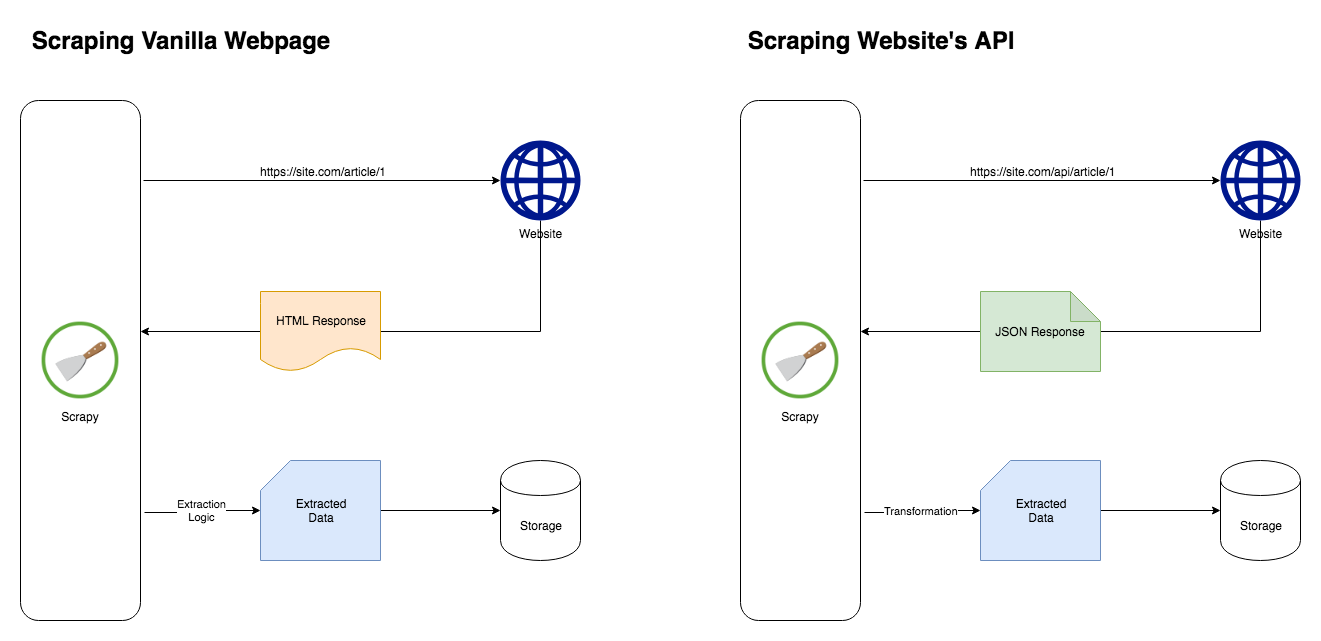 Scraping Vanilla Webpage
https://site.com/article/1
Website
HTML Response
Scrapy
Extraction
Logic
Extracted
Data
Storage
Scraping Website's API
https://site.com/api/article/1
Website
JSON Response
Scrapy
Transformation
Extracted
Data
Storage